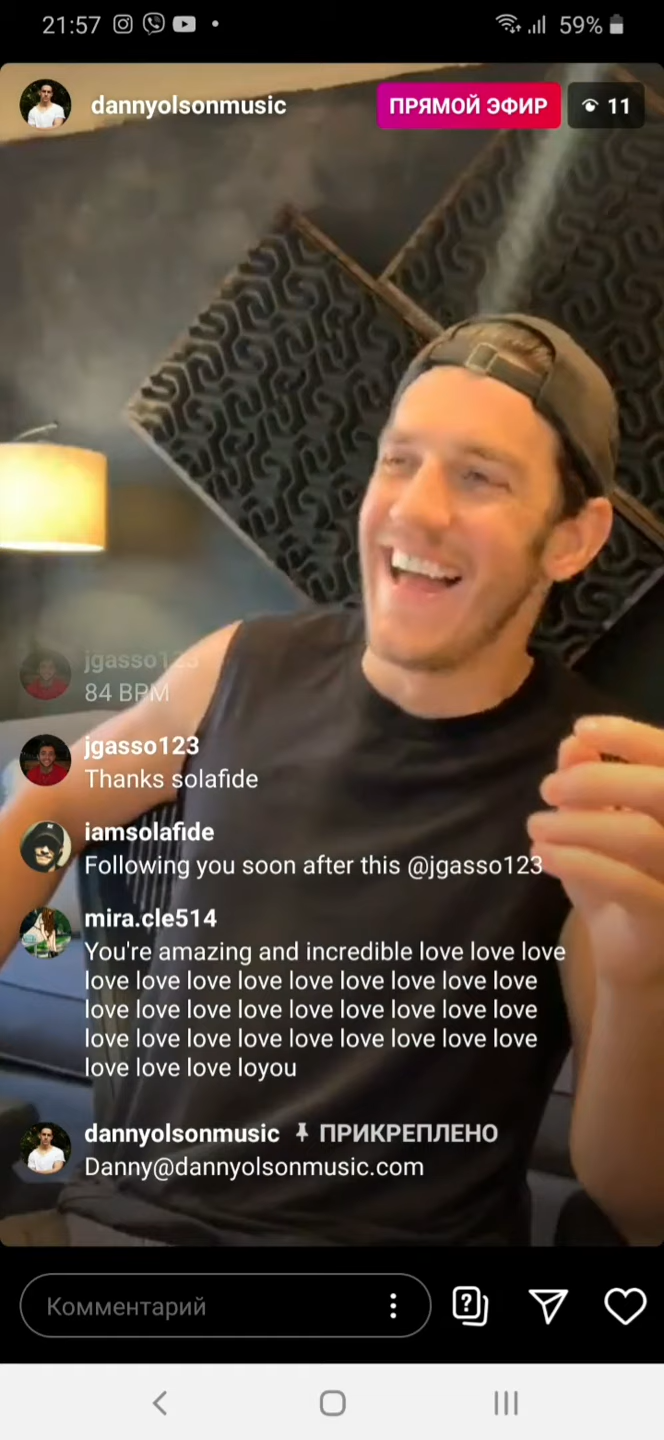 21:57
59%
dannyolsonmusic
ПРЯМОЙ ЭФИР
11
jgasso123
84 BPM
jgasso123
Thanks solafide
iamsolafide
Following you soon after this @jgasso123
mira.cle514
You're amazing and incredible love love love
love love love love love love love love love
love love love love love love love love love
love love love love love love love love love
love love love loyou
dannyolsonmusic ПРИКРЕПЛЕНО
Danny@dannyolsonmusic.com
Комментарий